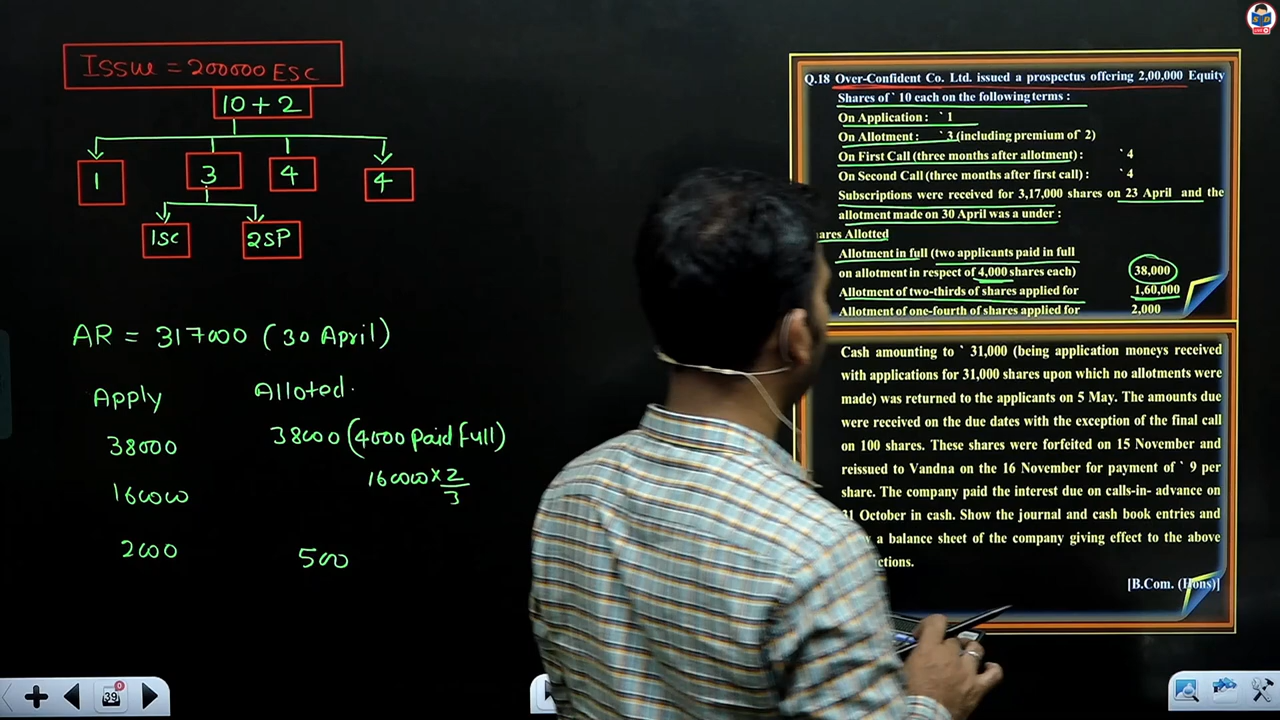 Issue = 200000 ESC
10 + 2
1 3 4 4
1SC 2SP
AR = 317000 (30 April)
Apply Alloted.
38000 38000 (4000 Paid full)
160000 160000 × 2/3
2000 500
Q.18 Over-Confident Co. Ltd. issued a prospectus offering 2,00,000 Equity
Shares of ` 10 each on the following terms :
On Application : ` 1
On Allotment : ` 3 (including premium of ` 2)
On First Call (three months after allotment) : ` 4
On Second Call (three months after first call) : ` 4
Subscriptions were received for 3,17,000 shares on 23 April and the
allotment made on 30 April was a under :
ares Allotted
Allotment in full (two applicants paid in full
on allotment in respect of 4,000 shares each) 38,000
Allotment of two-thirds of shares applied for 1,60,000
Allotment of one-fourth of shares applied for 2,000
Cash amounting to ` 31,000 (being application moneys received
with applications for 31,000 shares upon which no allotments were
made) was returned to the applicants on 5 May. The amounts due
were received on the due dates with the exception of the final call
on 100 shares. These shares were forfeited on 15 November and
reissued to Vandna on the 16 November for payment of ` 9 per
share. The company paid the interest due on calls-in- advance on
31 October in cash. Show the journal and cash book entries and
a balance sheet of the company giving effect to the above
ctions.
[B.Com. (Hons)]
39
0